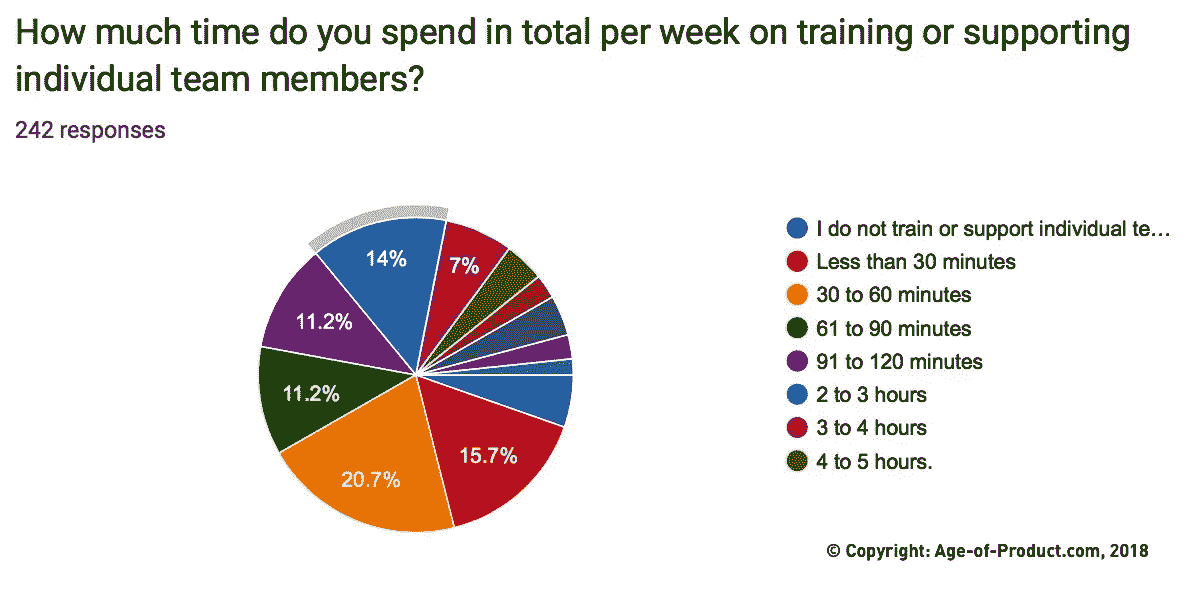 How much time do you spend in total per week on training or supporting
individual team members?
242 responses
14%
7%
11.2%
11.2%
20.7%
15.7%
I do not train or support individual te...
Less than 30 minutes
30 to 60 minutes
61 to 90 minutes
91 to 120 minutes
2 to 3 hours
3 to 4 hours
4 to 5 hours.
© Copyright: Age-of-Product.com, 2018